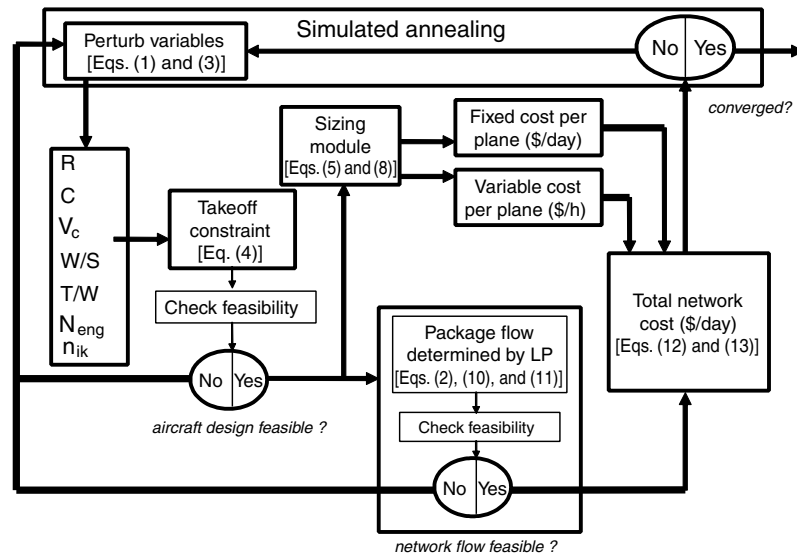 Simulated annealing
Perturb variables
[Eqs. (1) and (3)]
No
Yes
converged?
R
C
Vc
W/S
T/W
Neng
nik
Takeoff
constraint
[Eq. (4)]
Check feasibility
No
Yes
aircraft design feasible ?
Sizing
module
[Eqs. (5) and (8)]
Fixed cost per
plane ($/day)
Variable cost
per plane ($/h)
Package flow
determined by LP
[Eqs. (2), (10), and (11)]
Check feasibility
No
Yes
network flow feasible ?
Total network
cost ($/day)
[Eqs. (12) and (13)]